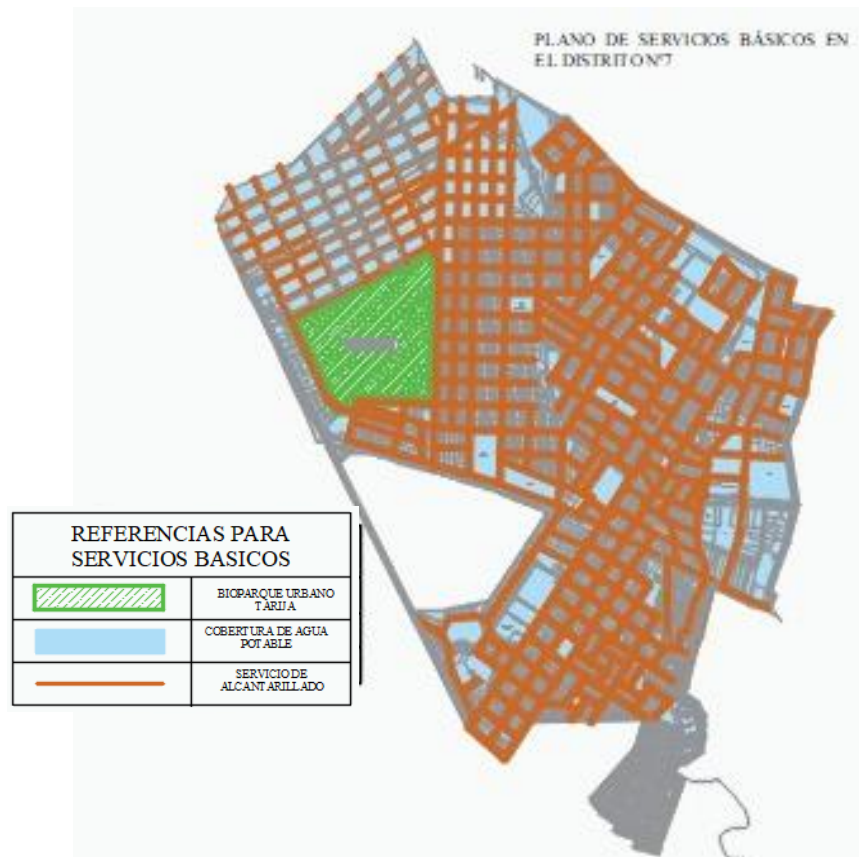 PLANO DE SERVICIOS BÁSICOS EN
EL DISTRITO Nº7
REFERENCIAS PARA
SERVICIOS BASICOS
BIOPARQUE URBANO
TARIJA
COBERTURA DE AGUA
POTABLE
SERVICIO DE
ALCANTARILLADO